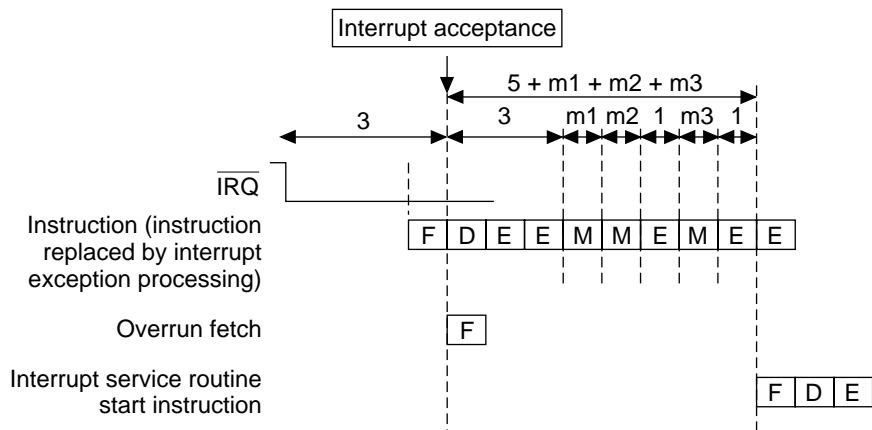 Interrupt acceptance
5 + m1 + m2 + m3
3 3 m1 m2 1 m3 1
IRQ
Instruction (instruction
replaced by interrupt
exception processing)
F D E E M M E M E E
Overrun fetch
F
Interrupt service routine
start instruction
F D E